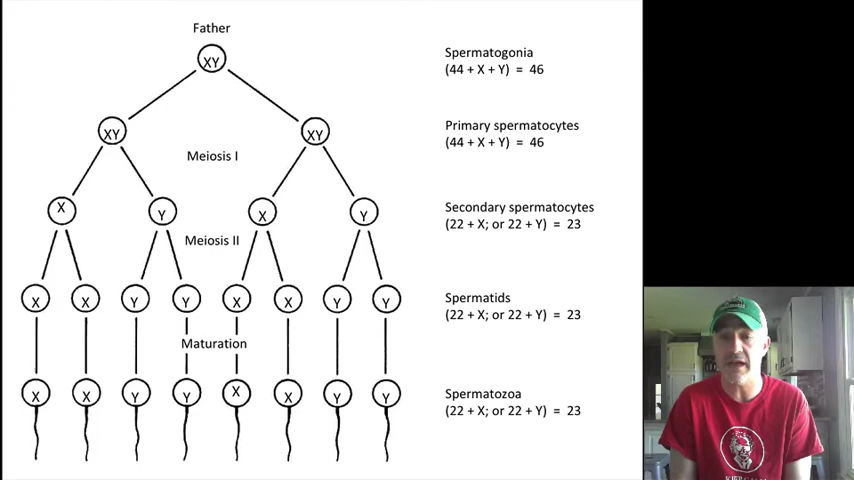 Father
XY
Spermatogonia
(44 + X + Y) = 46
XY XY
Primary spermatocytes
(44 + X + Y) = 46
Meiosis I
X Y X Y
Secondary spermatocytes
(22 + X; or 22 + Y) = 23
Meiosis II
X X Y Y X X Y Y
Spermatids
(22 + X; or 22 + Y) = 23
Maturation
X X Y Y X X Y Y
Spermatozoa
(22 + X; or 22 + Y) = 23